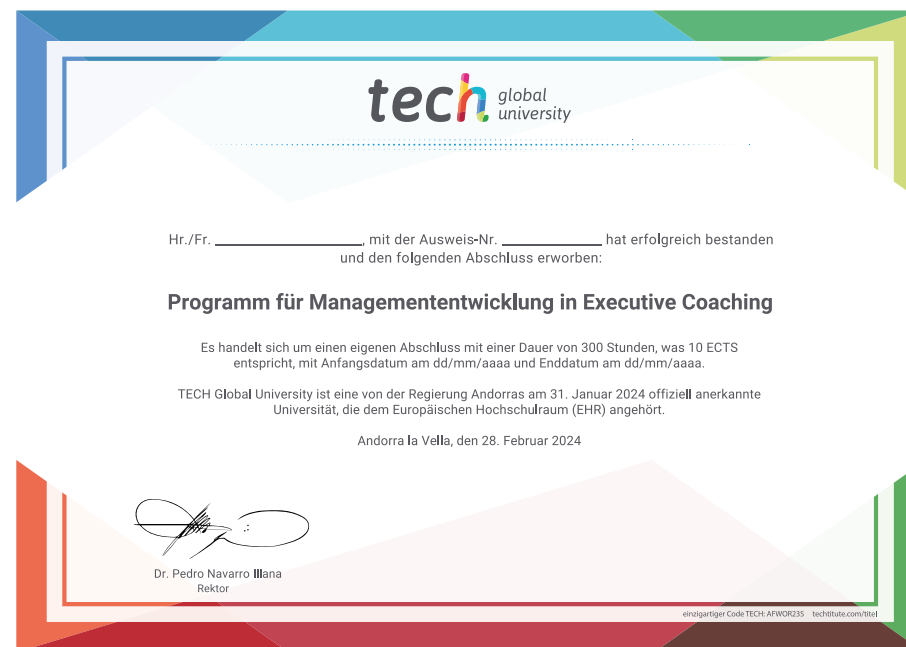 tech global university
Hr./Fr. ____________________, mit der Ausweis-Nr. ______________ hat erfolgreich bestanden
und den folgenden Abschluss erworben:
Programm für Managemententwicklung in Executive Coaching
Es handelt sich um einen eigenen Abschluss mit einer Dauer von 300 Stunden, was 10 ECTS
entspricht, mit Anfangsdatum am dd/mm/aaaa und Enddatum am dd/mm/aaaa.
TECH Global University ist eine von der Regierung Andorras am 31. Januar 2024 offiziell anerkannte
Universität, die dem Europäischen Hochschulraum (EHR) angehört.
Andorra la Vella, den 28. Februar 2024
Dr. Pedro Navarro Illana
Rektor
einzigartiger Code TECH: AFWOR23S techtitute.com/titel